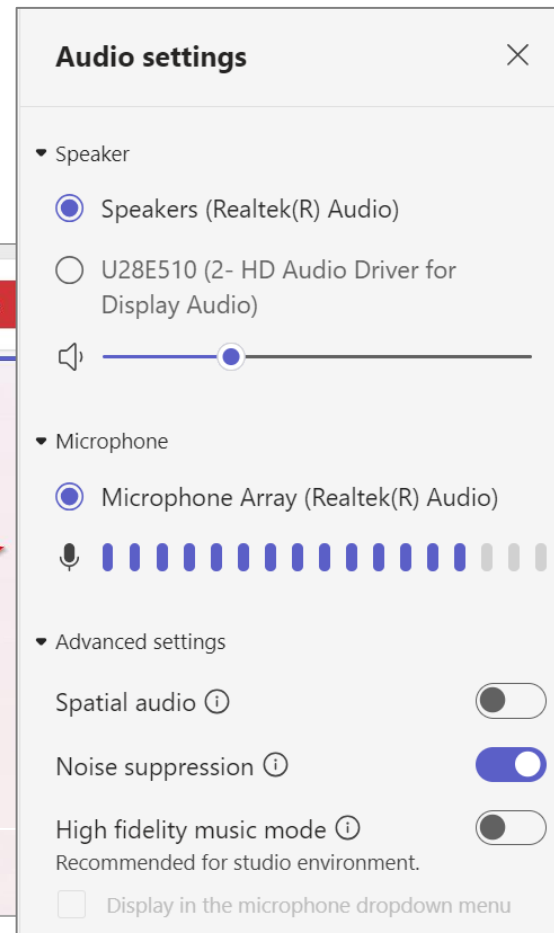 Audio settings
Speaker
Speakers (Realtek(R) Audio)
U28E510 (2- HD Audio Driver for
Display Audio)
Microphone
Microphone Array (Realtek(R) Audio)
Advanced settings
Spatial audio
Noise suppression
High fidelity music mode
Recommended for studio environment.
Display in the microphone dropdown menu